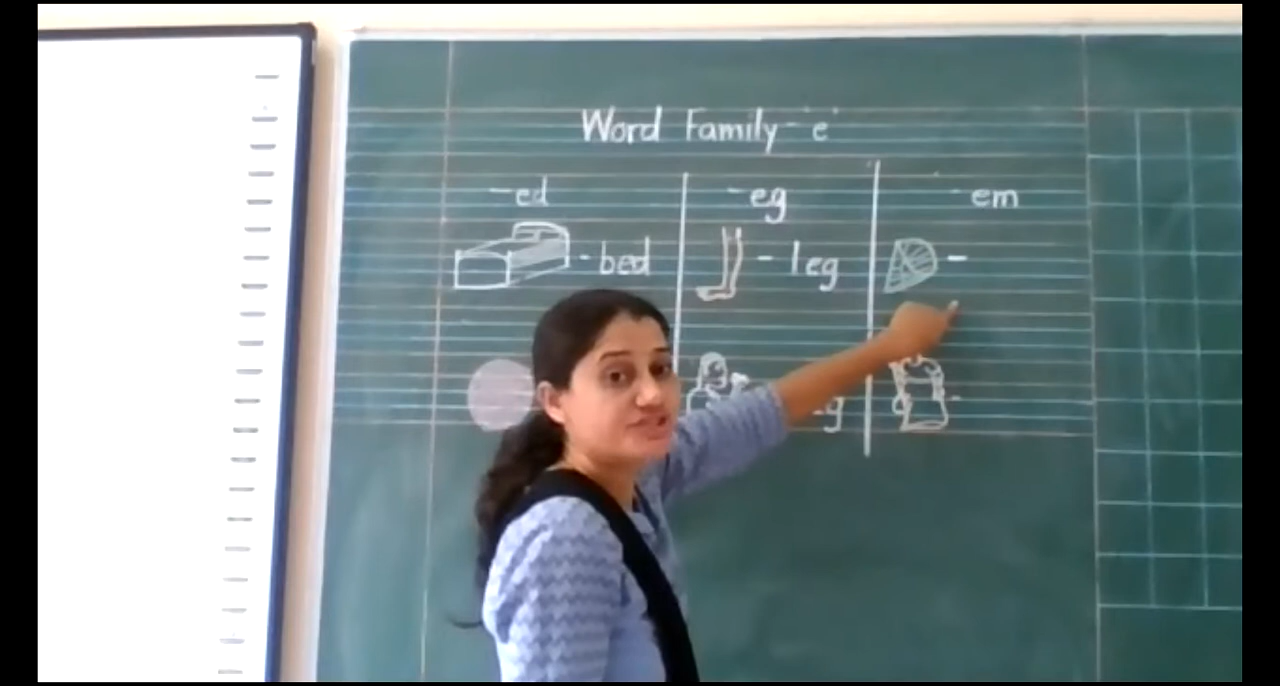 Word Family - 'e'
-ed -eg -em
- bed - leg -
g -